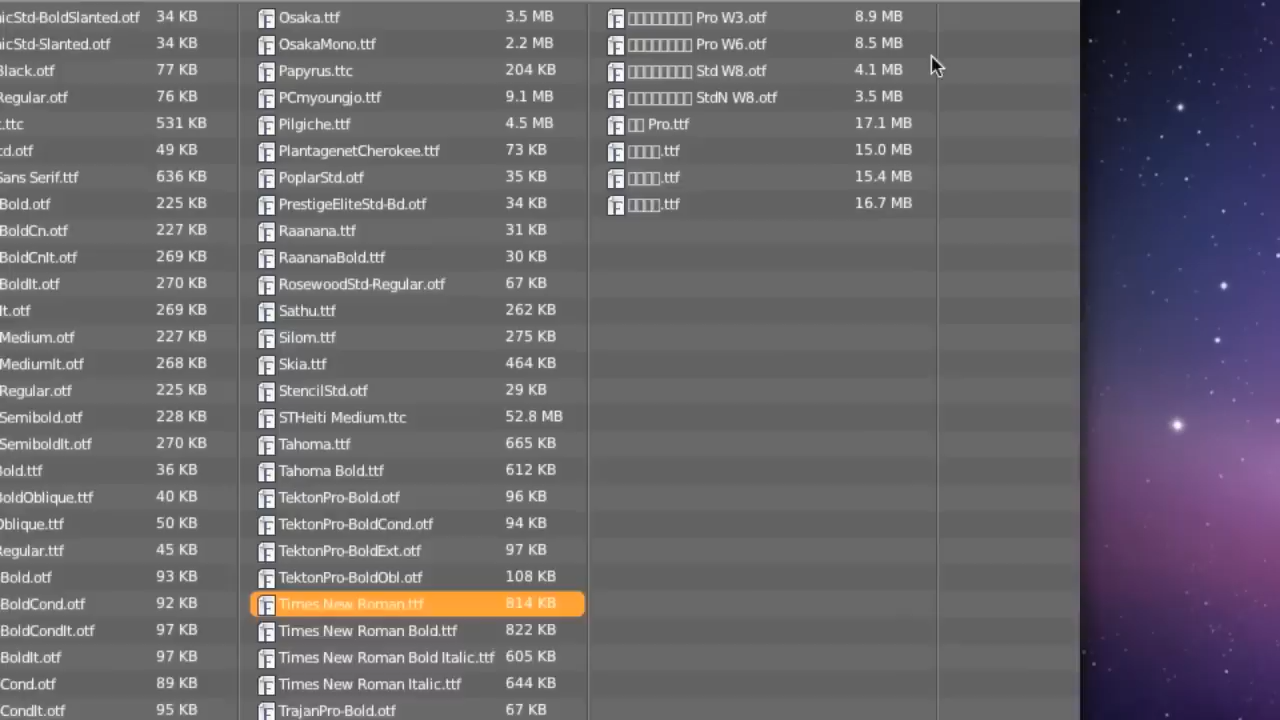 icStd-BoldSlanted.otf 34 KB
icStd-Slanted.otf 34 KB
Black.otf 77 KB
Regular.otf 76 KB
.ttc 531 KB
td.otf 49 KB
Sans Serif.ttf 636 KB
Bold.otf 225 KB
BoldCn.otf 227 KB
BoldCnIt.otf 269 KB
BoldIt.otf 270 KB
It.otf 269 KB
Medium.otf 227 KB
MediumIt.otf 268 KB
Regular.otf 225 KB
Semibold.otf 228 KB
SemiboldIt.otf 270 KB
Bold.ttf 36 KB
BoldOblique.ttf 40 KB
Oblique.ttf 50 KB
Regular.ttf 45 KB
Bold.otf 93 KB
BoldCond.otf 92 KB
BoldCondIt.otf 97 KB
BoldIt.otf 97 KB
Cond.otf 89 KB
CondIt.otf 95 KB
Osaka.ttf 3.5 MB
OsakaMono.ttf 2.2 MB
Papyrus.ttc 204 KB
PCmyoungjo.ttf 9.1 MB
Pilgiche.ttf 4.5 MB
PlantagenetCherokee.ttf 73 KB
PoplarStd.otf 35 KB
PrestigeEliteStd-Bd.otf 34 KB
Raanana.ttf 31 KB
RaananaBold.ttf 30 KB
RosewoodStd-Regular.otf 67 KB
Sathu.ttf 262 KB
Silom.ttf 275 KB
Skia.ttf 464 KB
StencilStd.otf 29 KB
STHeiti Medium.ttc 52.8 MB
Tahoma.ttf 665 KB
Tahoma Bold.ttf 612 KB
TektonPro-Bold.otf 96 KB
TektonPro-BoldCond.otf 94 KB
TektonPro-BoldExt.otf 97 KB
TektonPro-BoldObl.otf 108 KB
Times New Roman.ttf 814 KB
Times New Roman Bold.ttf 822 KB
Times New Roman Bold Italic.ttf 605 KB
Times New Roman Italic.ttf 644 KB
TrajanPro-Bold.otf 67 KB
Pro W3.otf 8.9 MB
Pro W6.otf 8.5 MB
Std W8.otf 4.1 MB
StdN W8.otf 3.5 MB
Pro.ttf 17.1 MB
.ttf 15.0 MB
.ttf 15.4 MB
.ttf 16.7 MB